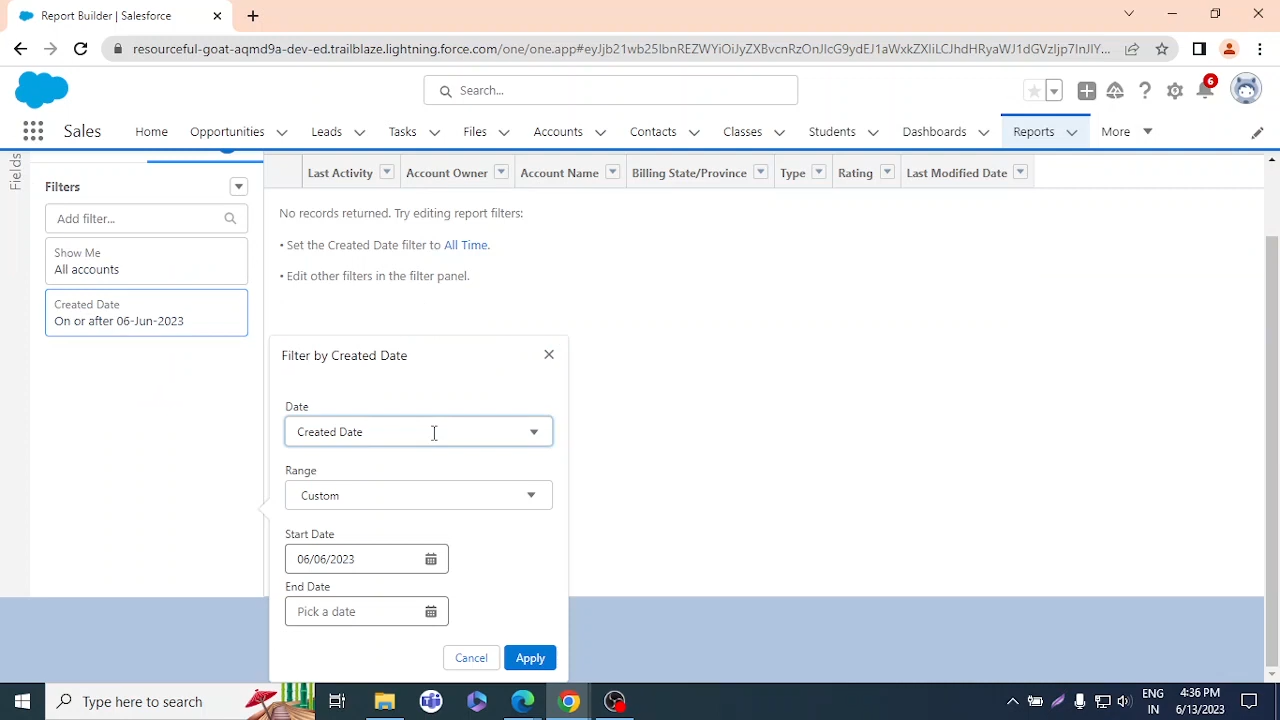 Report Builder | Salesforce
resourceful-goat-aqmd9a-dev-ed.trailblaze.lightning.force.com/one/one.app#
Search...
6
Sales Home Opportunities Leads Tasks Files Accounts Contacts Classes Students Dashboards Reports More
Fields
Last Activity Account Owner Account Name Billing State/Province Type Rating Last Modified Date
Filters
Add filter...
Show Me
All accounts
Created Date
On or after 06-Jun-2023
No records returned. Try editing report filters:
• Set the Created Date filter to All Time.
• Edit other filters in the filter panel.
Filter by Created Date
Date
Created Date
Range
Custom
Start Date
06/06/2023
End Date
Pick a date
Cancel Apply
Type here to search
ENG
IN
4:36 PM
6/13/2023